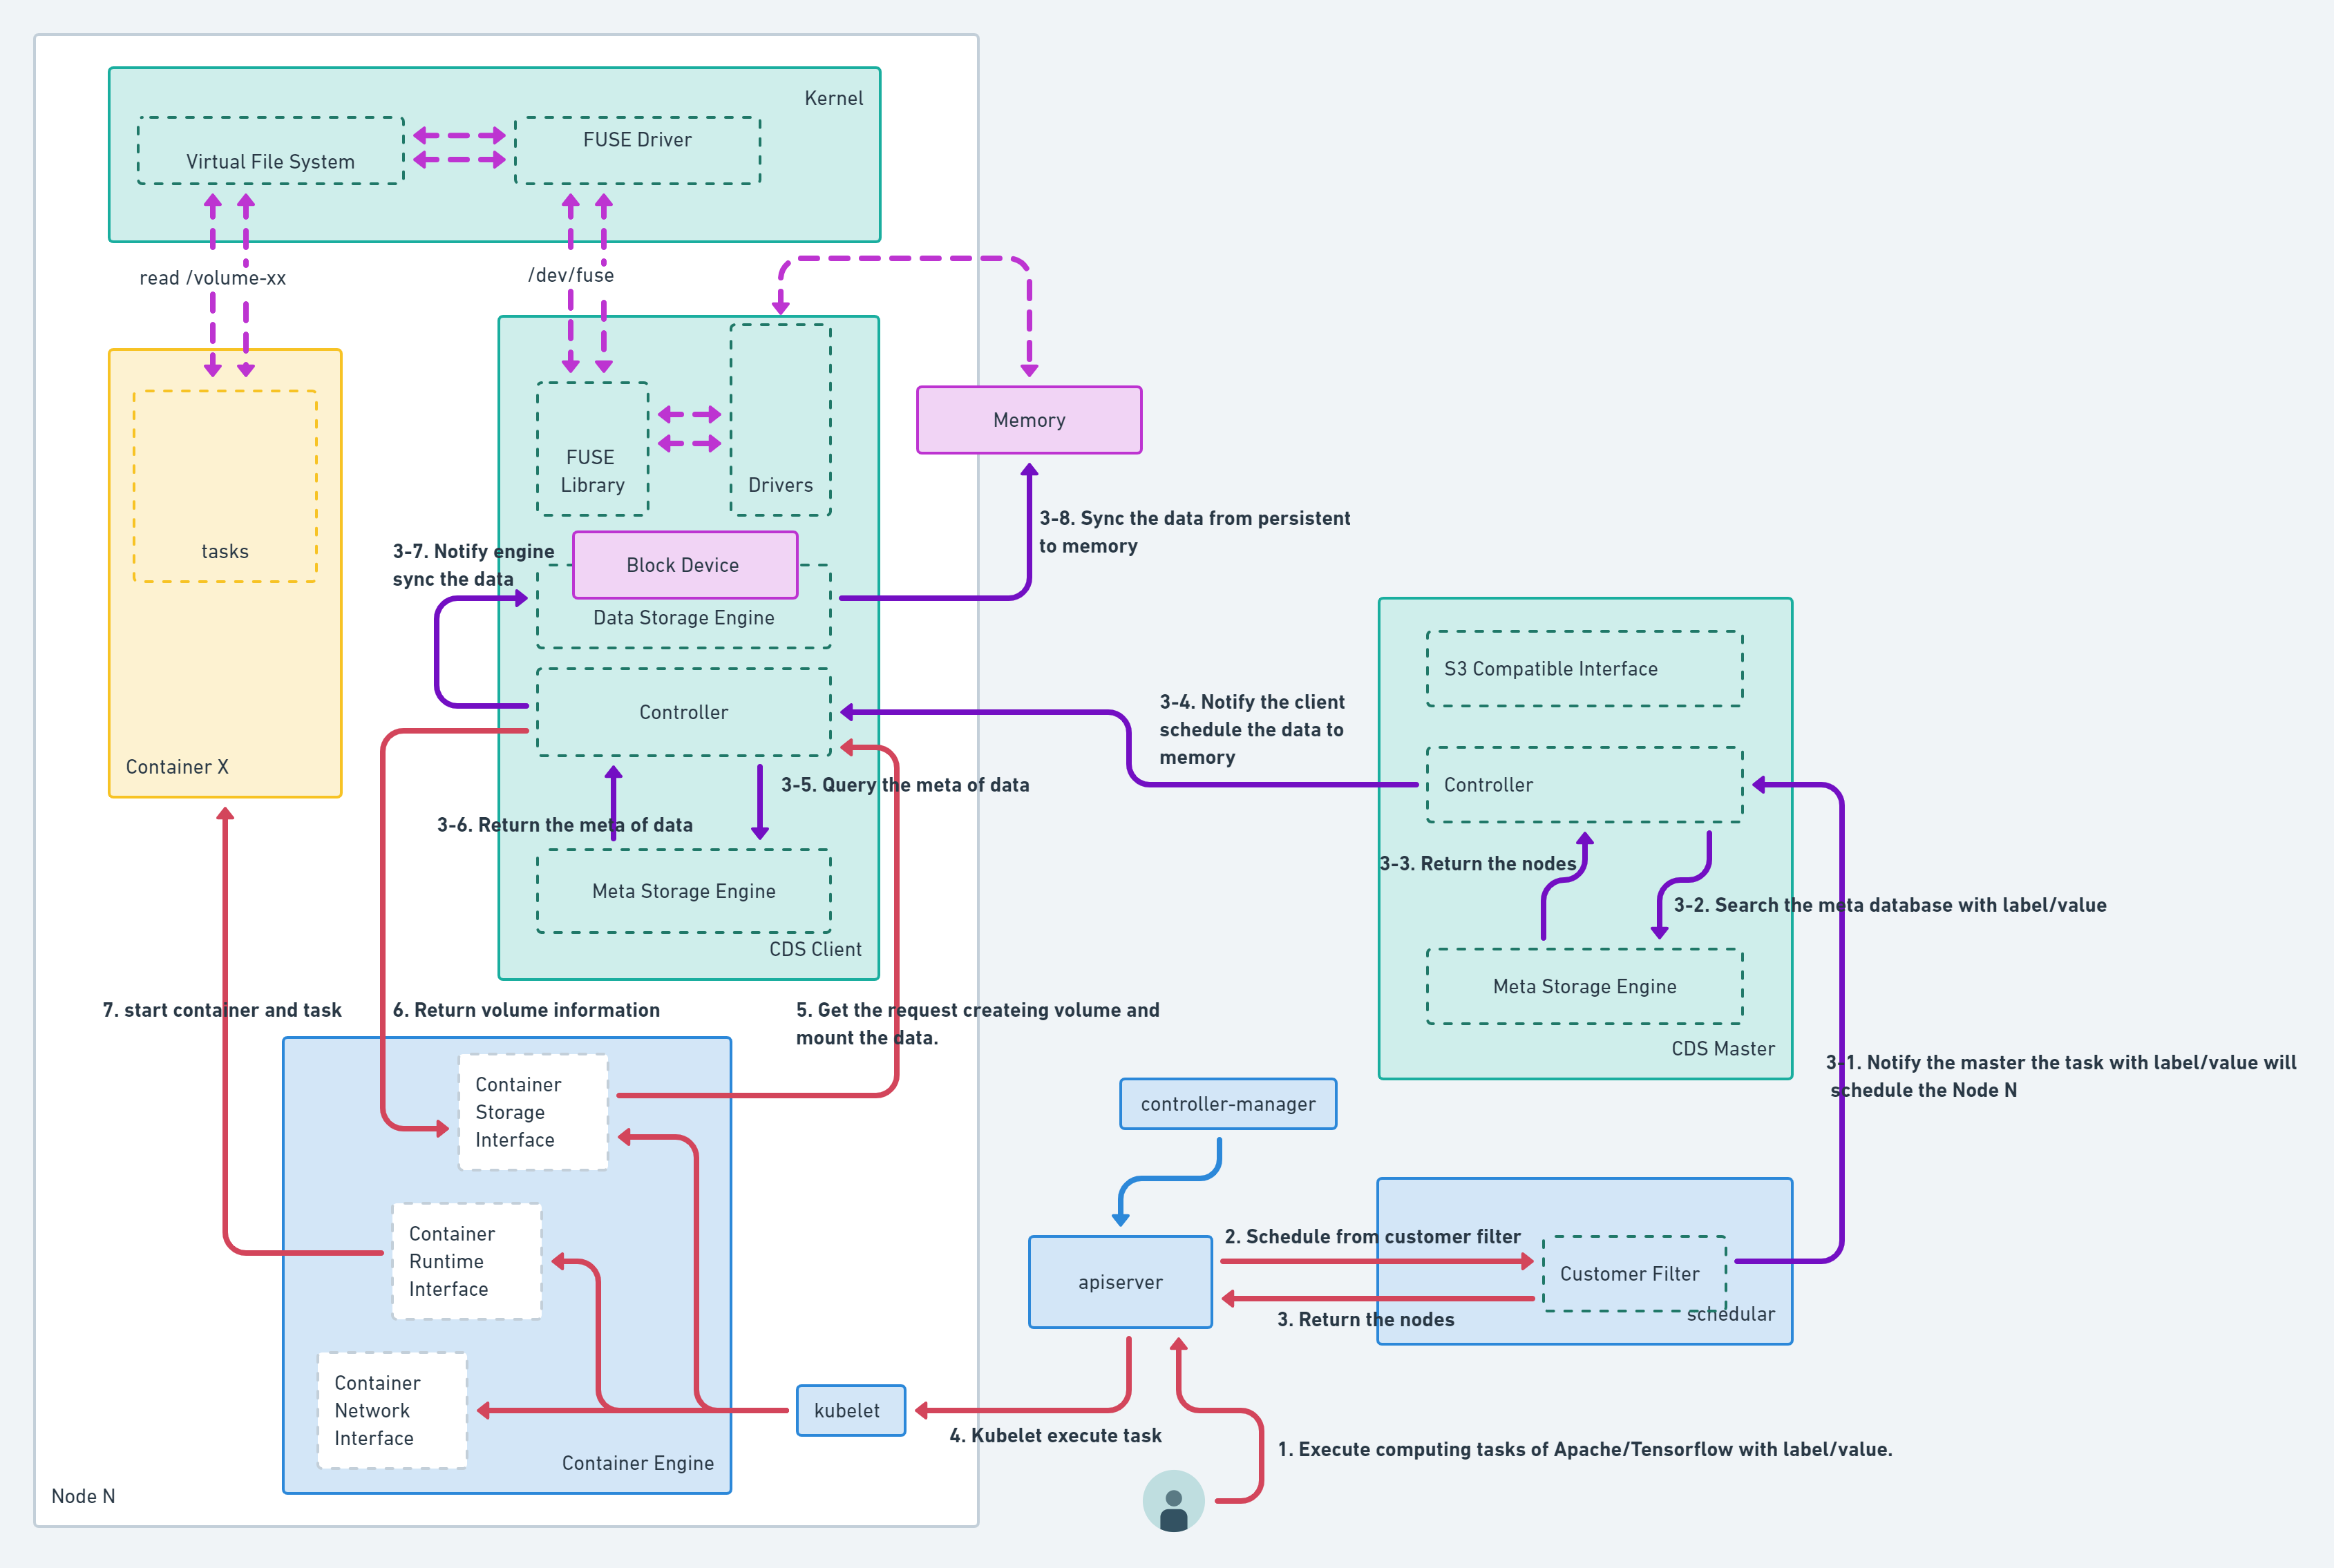 Kernel
Virtual File System
FUSE Driver
read /volume-xx
/dev/fuse
Memory
FUSE
Library
Drivers
3-8. Sync the data from persistent
to memory
tasks
3-7. Notify engine
sync the data
Block Device
Data Storage Engine
S3 Compatible Interface
Controller
3-4. Notify the client
schedule the data to
memory
Container X
3-5. Query the meta of data
Controller
3-6. Return the meta of data
3-3. Return the nodes
Meta Storage Engine
3-2. Search the meta database with label/value
CDS Client
Meta Storage Engine
7. start container and task
6. Return volume information
5. Get the request createing volume and
mount the data.
CDS Master
3-1. Notify the master the task with label/value will
schedule the Node N
Container
Storage
Interface
controller-manager
Container
Runtime
Interface
2. Schedule from customer filter
apiserver
Customer Filter
schedular
3. Return the nodes
Container
Network
Interface
kubelet
4. Kubelet execute task
1. Execute computing tasks of Apache/Tensorflow with label/value.
Container Engine
Node N